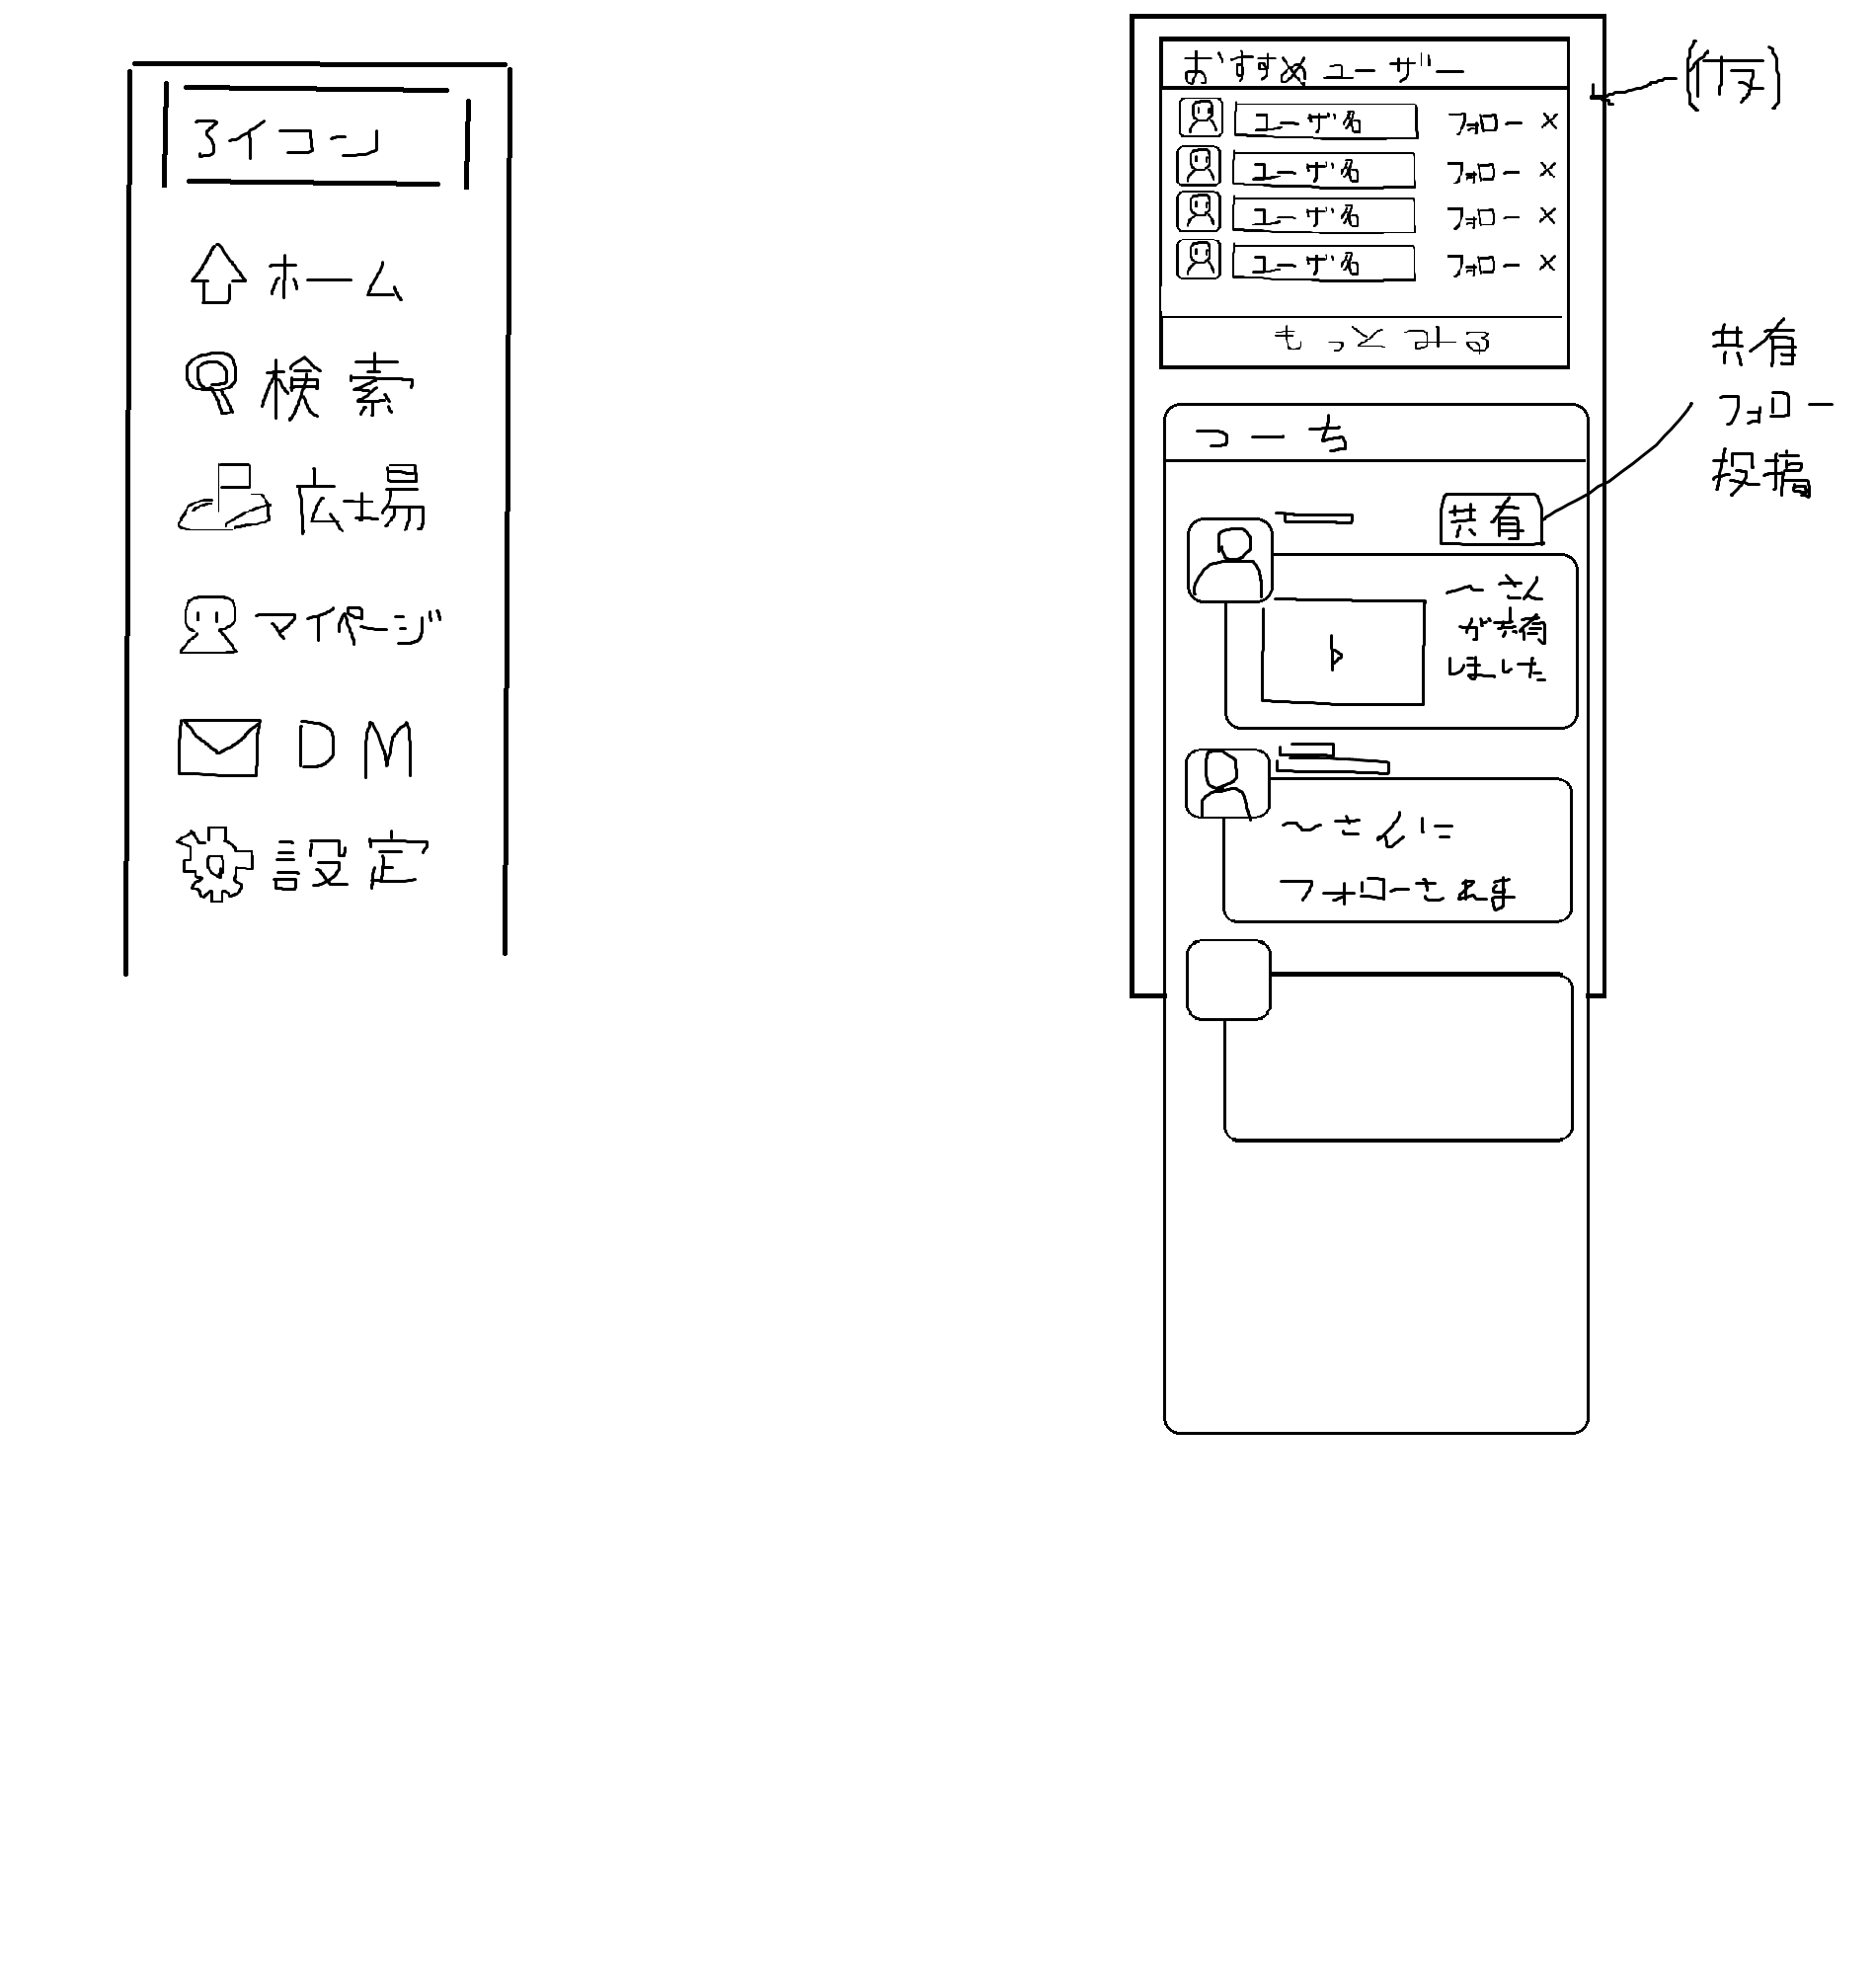 アイコン
ホーム
検索
広場
マイページ
DM
設定
おすすめユーザー
ユーザ名 フォロー ×
ユーザ名 フォロー ×
ユーザ名 フォロー ×
ユーザ名 フォロー ×
もっとみる
(仮)
つーち
共有
共有
フォロー
投稿
〜さん
が共有
しました
〜さんに
フォローされま